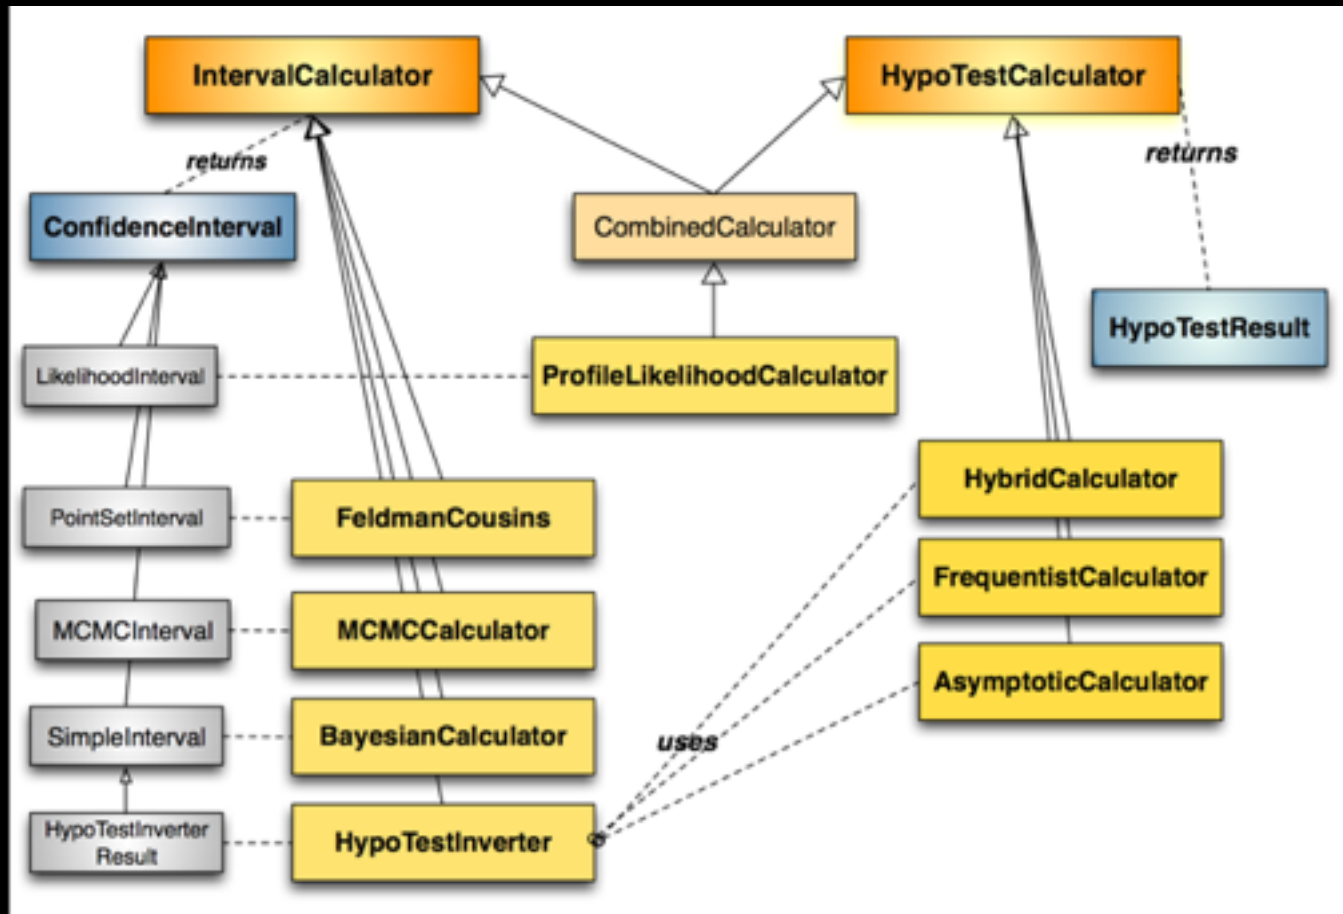 IntervalCalculator
HypoTestCalculator
returns
returns
ConfidenceInterval
CombinedCalculator
HypoTestResult
LikelihoodInterval
ProfileLikelihoodCalculator
HybridCalculator
PointSetInterval
FeldmanCousins
FrequentistCalculator
MCMCInterval
MCMCCalculator
AsymptoticCalculator
SimpleInterval
BayesianCalculator
uses
HypoTestInverter
Result
HypoTestInverter